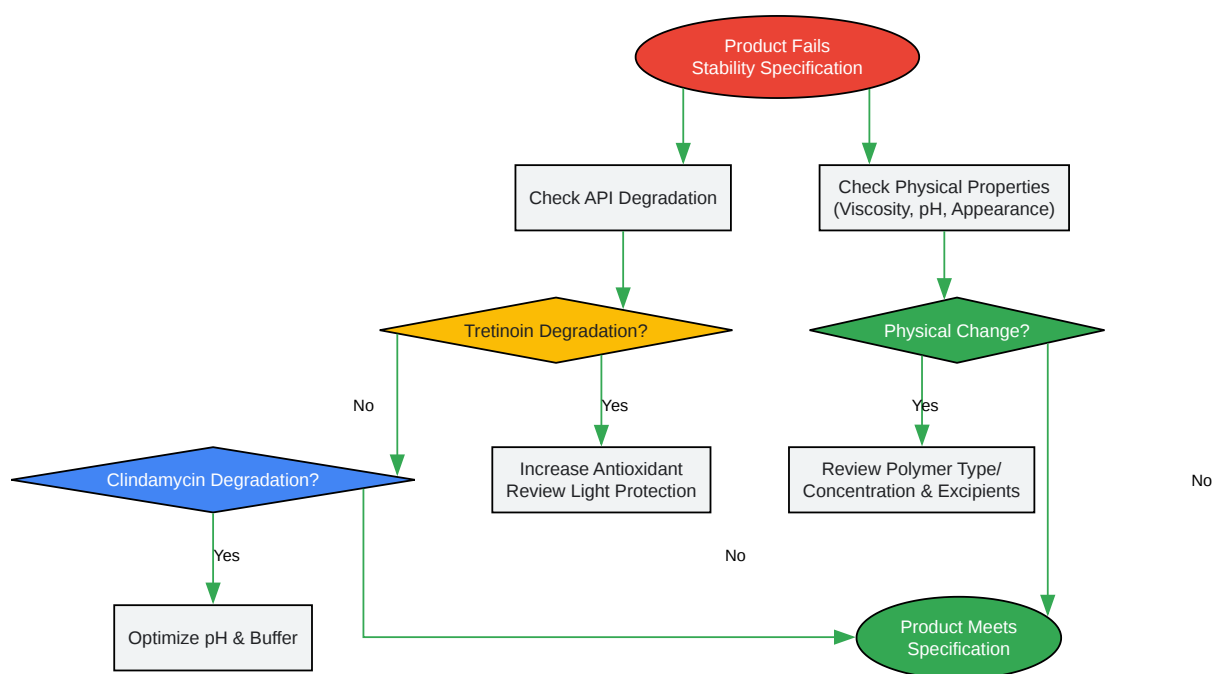 Product Fails
Stability Specification
Check API Degradation
Check Physical Properties
(Viscosity, pH, Appearance)
Tretinoin Degradation?
Physical Change?
No
Yes
Yes
Clindamycin Degradation?
Increase Antioxidant
Review Light Protection
Review Polymer Type/
Concentration & Excipients
No
Yes
No
Optimize pH & Buffer
Product Meets
Specification